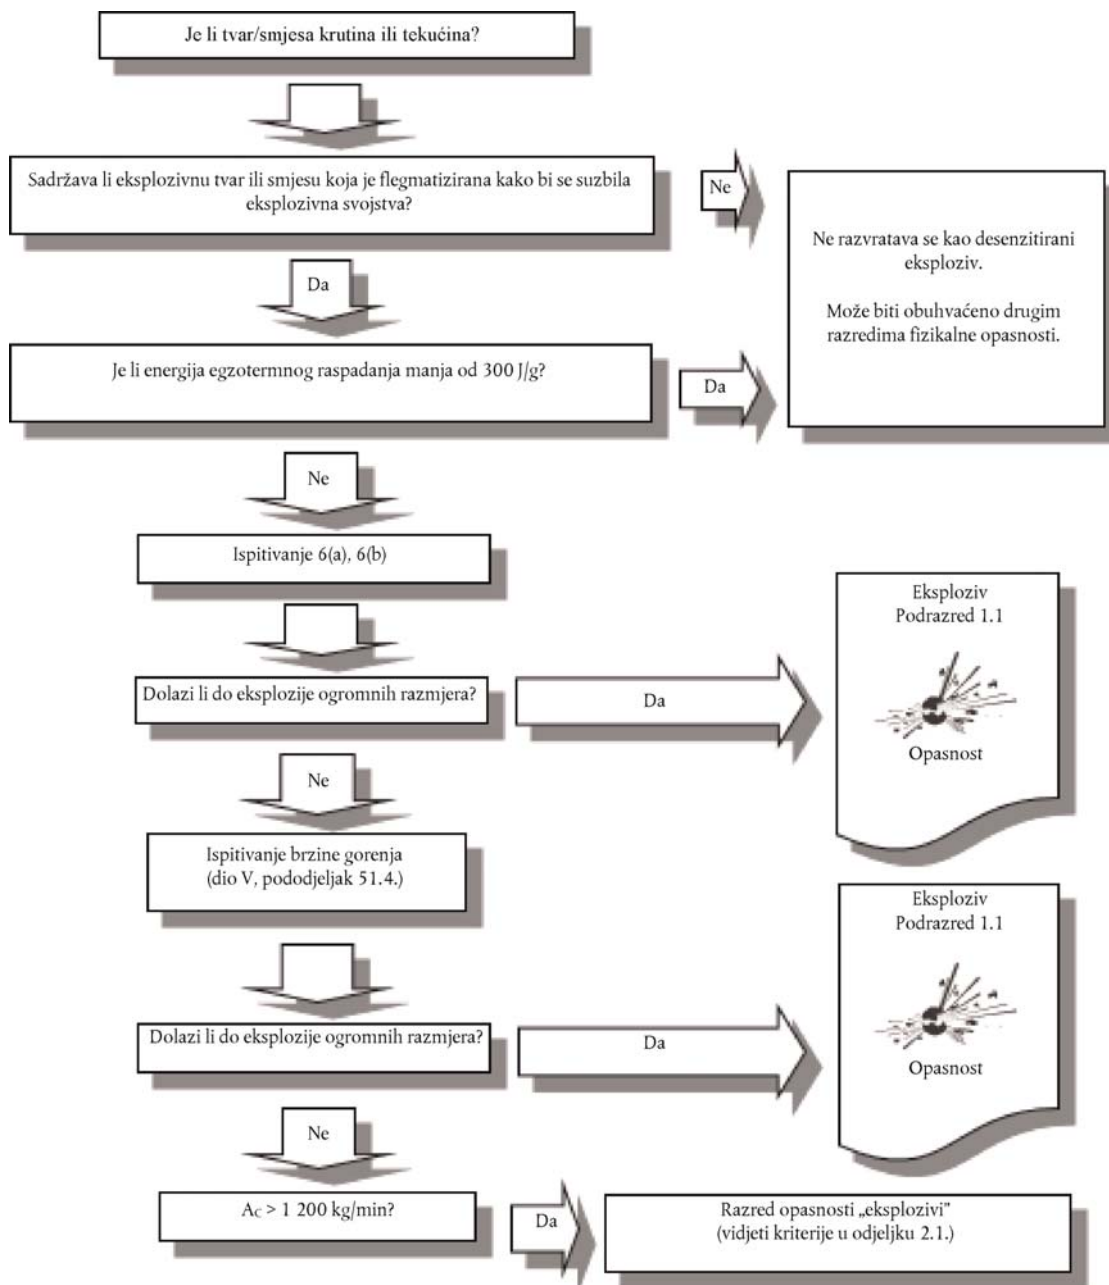 Je li tvar/smjesa krutina ili tekućina?
Sadržava li eksplozivnu tvar ili smjesu koja je flegmatizirana kako bi se suzbila
eksplozivna svojstva?
Ne
Ne razvratava se kao desenzitirani
eksploziv.
Može biti obuhvaćeno drugim
razredima fizikalne opasnosti.
Da
Je li energija egzotermnog raspadanja manja od 300 J/g?
Da
Ne
Ispitivanje 6(a), 6(b)
Dolazi li do eksplozije ogromnih razmjera?
Da
Eksploziv
Podrazred 1.1
Opasnost
Ne
Ispitivanje brzine gorenja
(dio V, pododjeljak 51.4.)
Dolazi li do eksplozije ogromnih razmjera?
Da
Eksploziv
Podrazred 1.1
Opasnost
Ne
AC > 1 200 kg/min?
Da
Razred opasnosti „eksplozivi”
(vidjeti kriterije u odjeljku 2.1.)